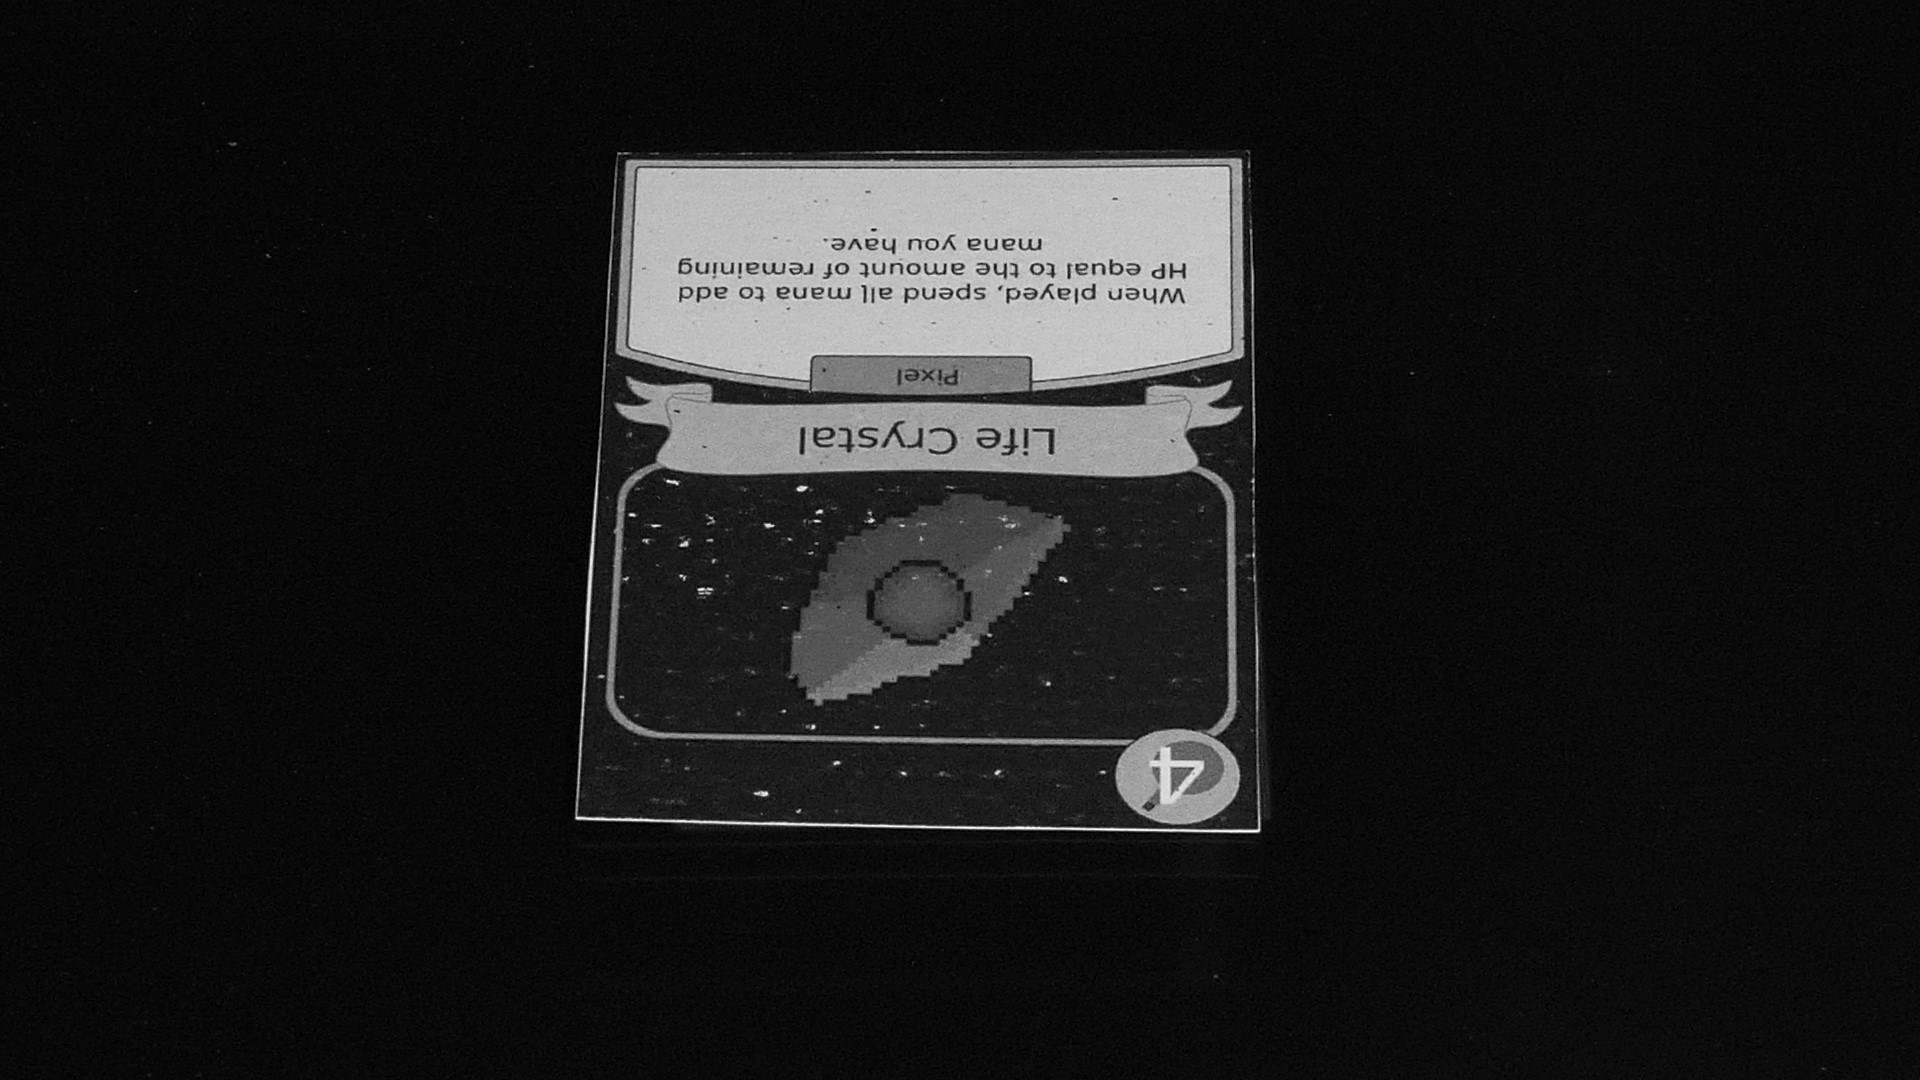 4
Life Crystal
Pixel
When played, spend all mana to add
HP equal to the amount of remaining
mana you have.